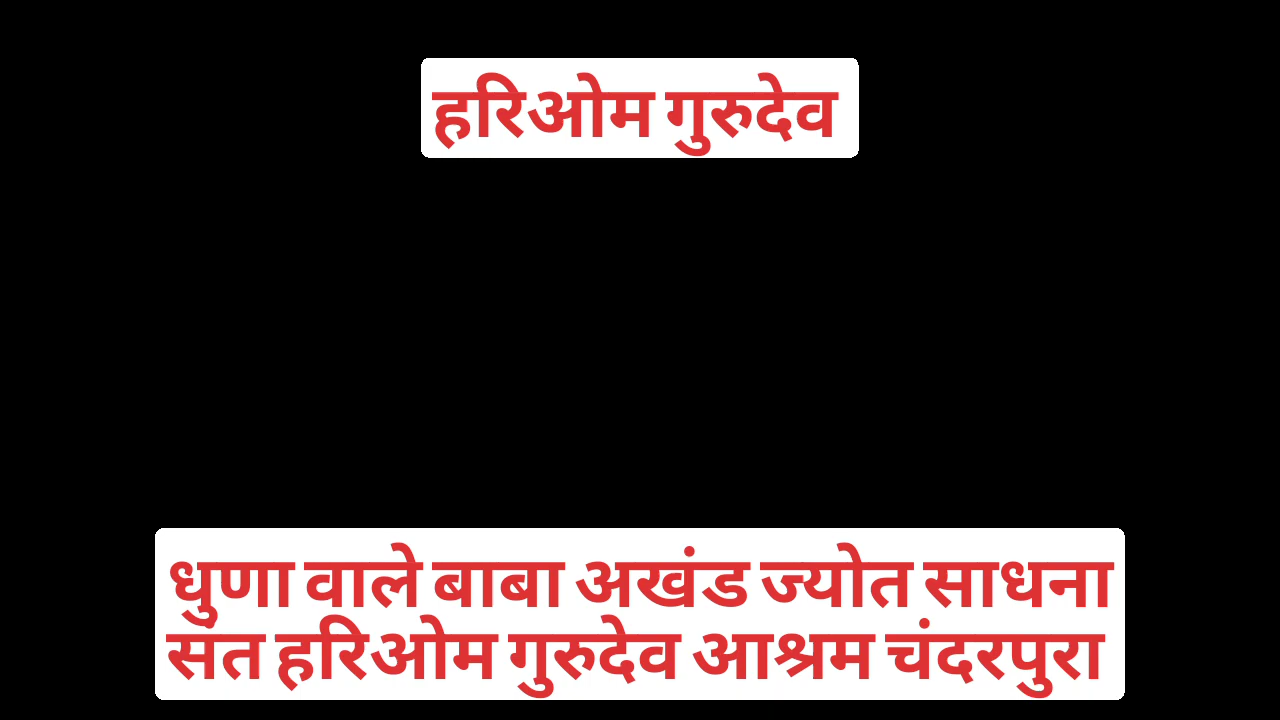 हरिओम गुरुदेव
धुणा वाले बाबा अखंड ज्योत साधना
संत हरिओम गुरुदेव आश्रम चंदरपुरा